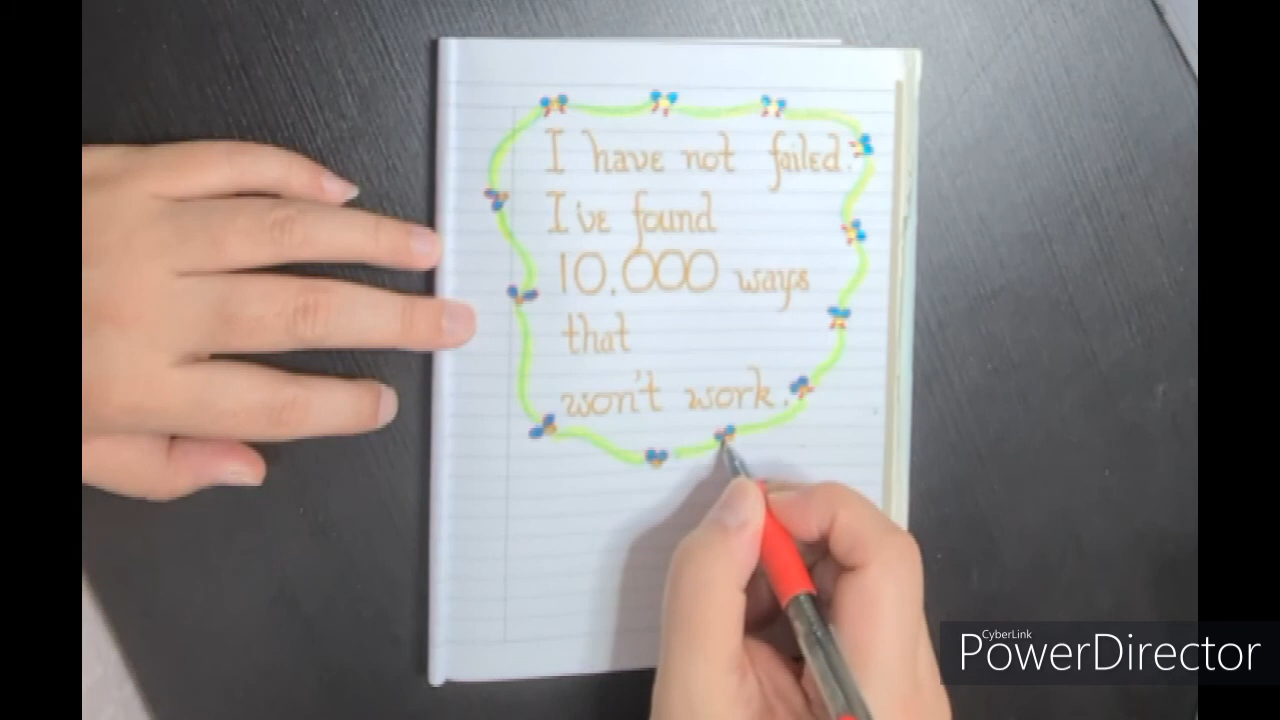 I have not failed.
I've found
10.000 ways
that
won't work.
CyberLink
PowerDirector